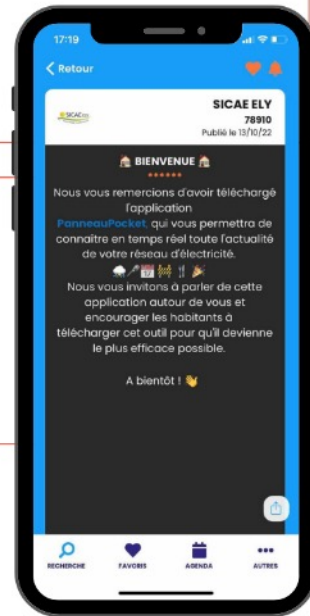 17:19
Retour
SICAE ELY
SICAE ELY
78910
Publié le 13/10/22
🏠 BIENVENUE 🏠
Nous vous remercions d'avoir téléchargé
l'application
PanneauPocket, qui vous permettra de
connaître en temps réel toute l'actualité
de votre réseau d'électricité.
Nous vous invitons à parler de cette
application autour de vous et
encourager les habitants à
télécharger cet outil pour qu'il devienne
le plus efficace possible.
A bientôt ! 👋
RECHERCHE
FAVORIS
AGENDA
AUTRES